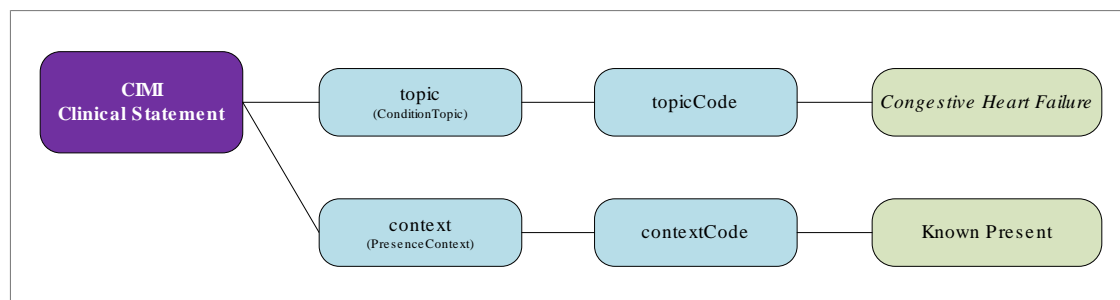 CIMI
Clinical Statement
topic
(ConditionTopic)
topicCode
Congestive Heart Failure
context
(PresenceContext)
contextCode
Known Present